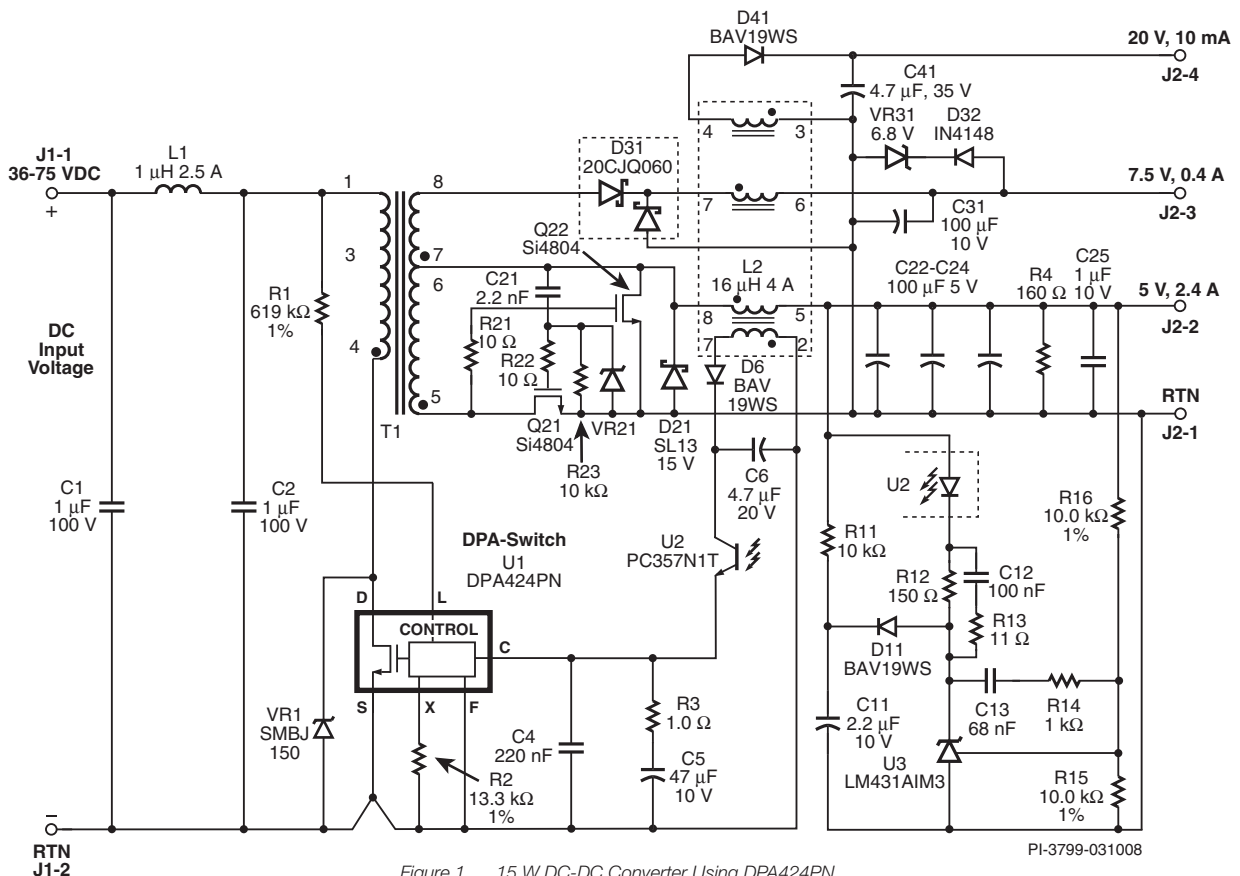 D41
BAV19WS
20 V, 10 mA
J2-4
C41
4.7 μF, 35 V
4
3
VR31
6.8 V
D32
IN4148
D31
20CJQ060
J1-1
36-75 VDC
+
L1
1 μH 2.5 A
1
8
7
6
7.5 V, 0.4 A
J2-3
C31
100 μF
10 V
Q22
Si4804
3
7
6
C21
2.2 nF
L2
16 μH 4 A
8
5
7
2
C22-C24
100 μF 5 V
R4
160 Ω
C25
1 μF
10 V
5 V, 2.4 A
J2-2
R1
619 kΩ
1%
DC
Input
Voltage
4
R21
10 Ω
R22
10 Ω
D6
BAV
19WS
5
T1
Q21
Si4804
VR21
R23
10 kΩ
D21
SL13
15 V
RTN
J2-1
C1
1 μF
100 V
C2
1 μF
100 V
C6
4.7 μF
20 V
U2
R16
10.0 kΩ
1%
DPA-Switch
U1
DPA424PN
U2
PC357N1T
R11
10 kΩ
R12
150 Ω
C12
100 nF
R13
11 Ω
D
L
CONTROL
C
S
X
F
D11
BAV19WS
VR1
SMBJ
150
R2
13.3 kΩ
1%
C4
220 nF
R3
1.0 Ω
C5
47 μF
10 V
C11
2.2 μF
10 V
C13
68 nF
R14
1 kΩ
U3
LM431AIM3
R15
10.0 kΩ
1%
−
RTN
J1-2
PI-3799-031008
Figure 1. 15 W DC-DC Converter Using DPA424PN